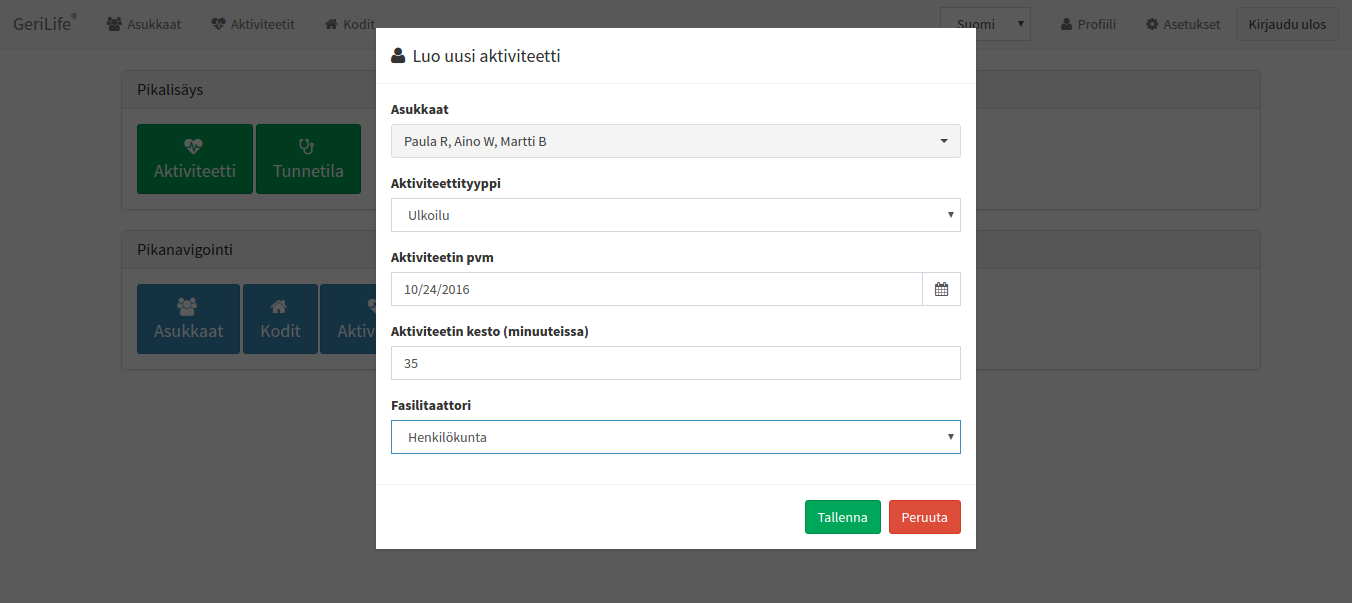 GeriLife® Asukkaat Aktiviteetit Kodit Suomi Profiili Asetukset Kirjaudu ulos
Luo uusi aktiviteetti
Pikalisäys
Asukkaat
Paula R, Aino W, Martti B
Aktiviteetti Tunnetila
Aktiviteettityyppi
Ulkoilu
Pikanavigointi
Aktiviteetin pvm
10/24/2016
Asukkaat Kodit Aktiv
Aktiviteetin kesto (minuuteissa)
35
Fasilitaattori
Henkilökunta
Tallenna Peruuta